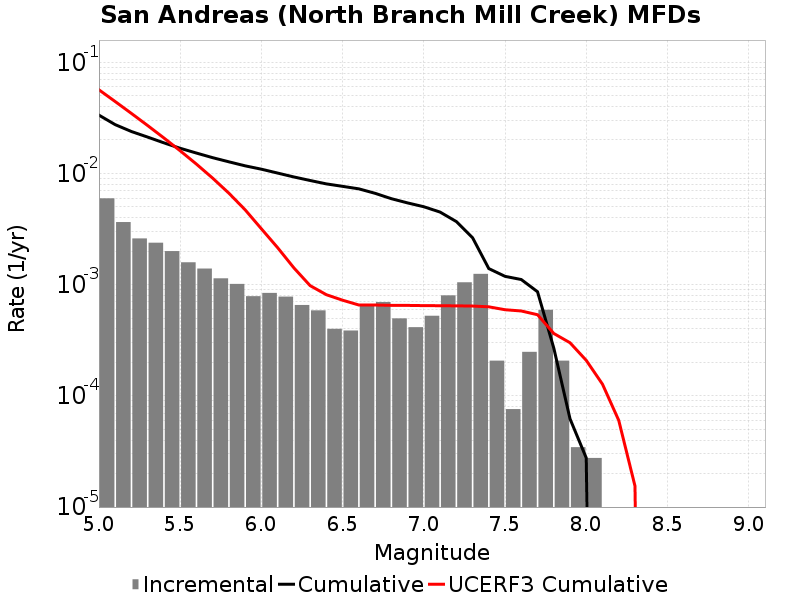 San Andreas (North Branch Mill Creek) MFDs
10-1
10-2
10-3
10-4
10-5
Rate (1/yr)
5.0 5.5 6.0 6.5 7.0 7.5 8.0 8.5 9.0
Magnitude
Incremental Cumulative UCERF3 Cumulative